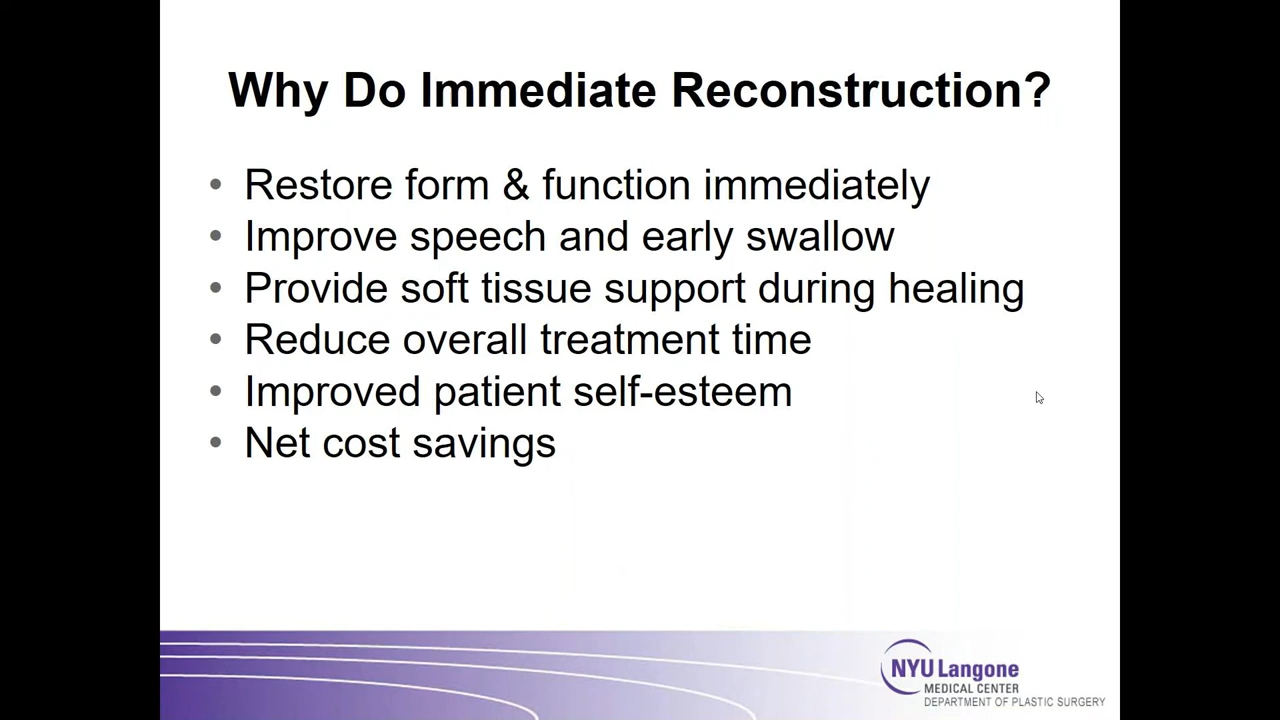 Why Do Immediate Reconstruction?
• Restore form & function immediately
• Improve speech and early swallow
• Provide soft tissue support during healing
• Reduce overall treatment time
• Improved patient self-esteem
• Net cost savings
NYU Langone
MEDICAL CENTER
DEPARTMENT OF PLASTIC SURGERY